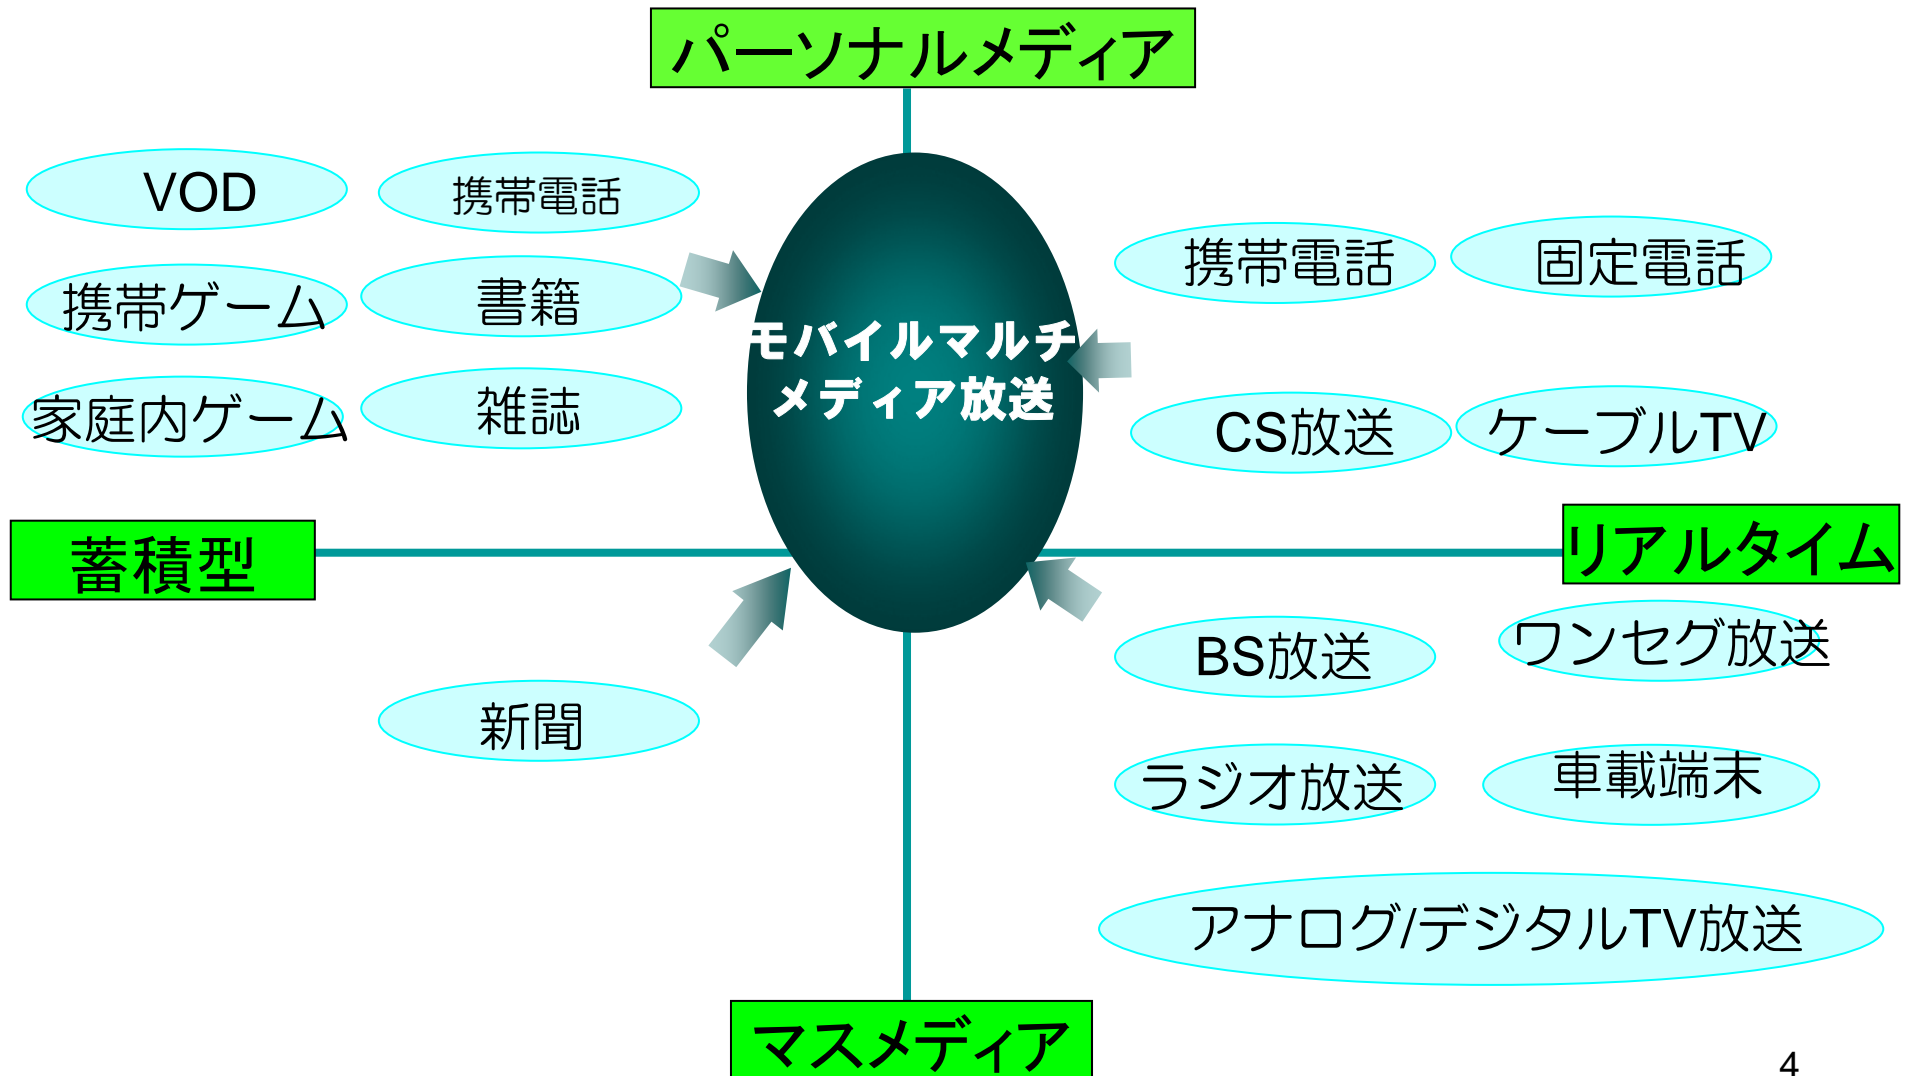 パーソナルメディア
VOD
携帯電話
携帯ゲーム
書籍
家庭内ゲーム
雑誌
モバイルマルチ
メディア放送
携帯電話
固定電話
CS放送
ケーブルTV
蓄積型
リアルタイム
新聞
BS放送
ワンセグ放送
ラジオ放送
車載端末
アナログ/デジタルTV放送
マスメディア
4